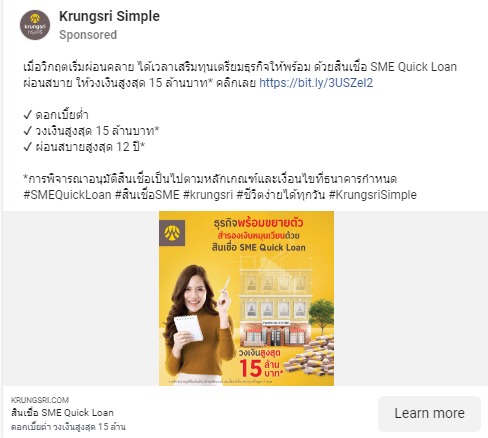 Krungsri Simple
Sponsored
krungsri
กรุงศรี
เมื่อวิกฤตเริ่มผ่อนคลาย ได้เวลาเสริมทุนเตรียมธุรกิจให้พร้อม ด้วยสินเชื่อ SME Quick Loan
ผ่อนสบาย ให้วงเงินสูงสุด 15 ล้านบาท* คลิกเลย https://bit.ly/3USZeI2
✓ ดอกเบี้ยต่ำ
✓ วงเงินสูงสุด 15 ล้านบาท*
✓ ผ่อนสบายสูงสุด 12 ปี*
*การพิจารณาอนุมัติสินเชื่อเป็นไปตามหลักเกณฑ์และเงื่อนไขที่ธนาคารกำหนด
#SMEQuickLoan #สินเชื่อSME #krungsri #ชีวิตง่ายได้ทุกวัน #KrungsriSimple
ธุรกิจพร้อมขยายตัว
สำรองเงินหมุนเวียนด้วย
สินเชื่อ SME Quick Loan
วงเงินสูงสุด
15 ล้าน
บาท*
KRUNGSRI.COM
สินเชื่อ SME Quick Loan
ดอกเบี้ยต่ำ วงเงินสูงสุด 15 ล้าน
Learn more